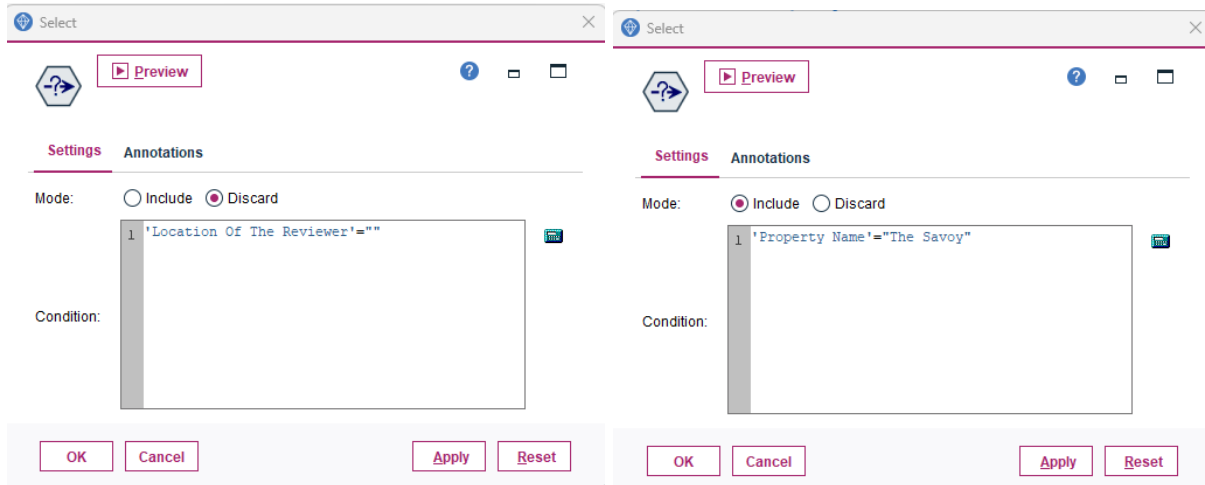 Select
Preview
?
Settings Annotations
Mode: Include Discard
1 'Location Of The Reviewer'=""
Condition:
OK Cancel Apply Reset
Select
Preview
?
Settings Annotations
Mode: Include Discard
1 'Property Name'="The Savoy"
Condition:
OK Cancel Apply Reset